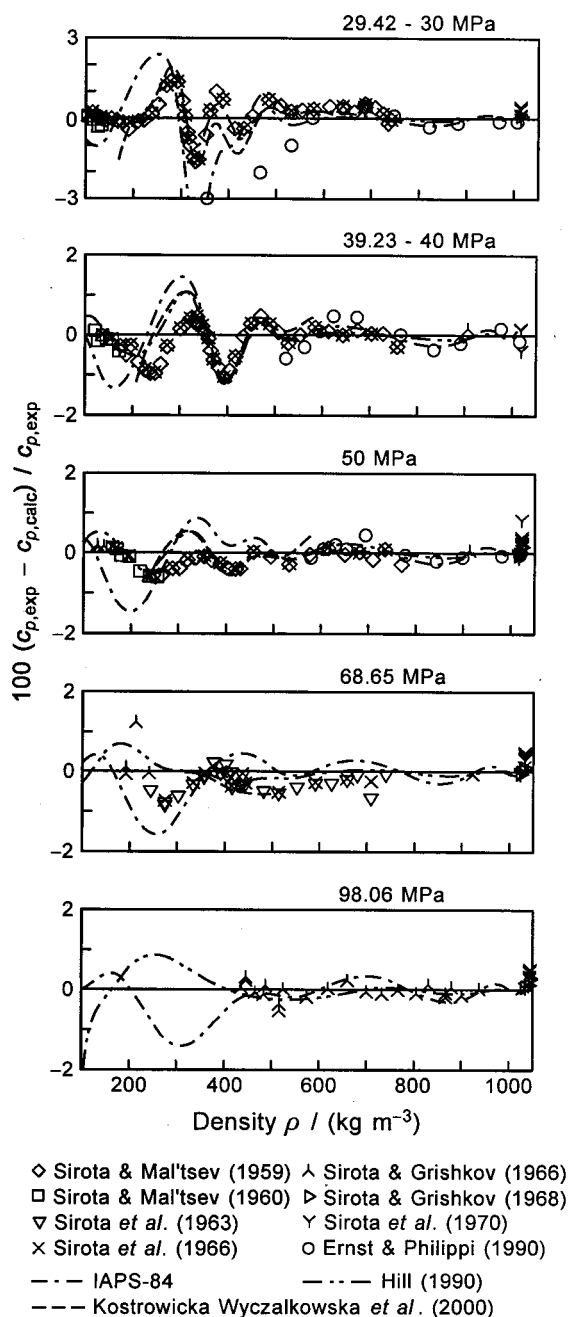 29.42 - 30 MPa
3
0
−3
39.23 - 40 MPa
2
0
−2
50 MPa
2
0
−2
68.65 MPa
2
0
−2
98.06 MPa
2
0
−2
100 (cp,exp − cp,calc) / cp,exp
200 400 600 800 1000
Density ρ / (kg m⁻³)
◇ Sirota & Mal'tsev (1959)
□ Sirota & Mal'tsev (1960)
▽ Sirota et al. (1963)
× Sirota et al. (1966)
⅄ Sirota & Grishkov (1966)
▷ Sirota & Grishkov (1968)
Y Sirota et al. (1970)
○ Ernst & Philippi (1990)
IAPS-84
Hill (1990)
Kostrowicka Wyczalkowska et al. (2000)